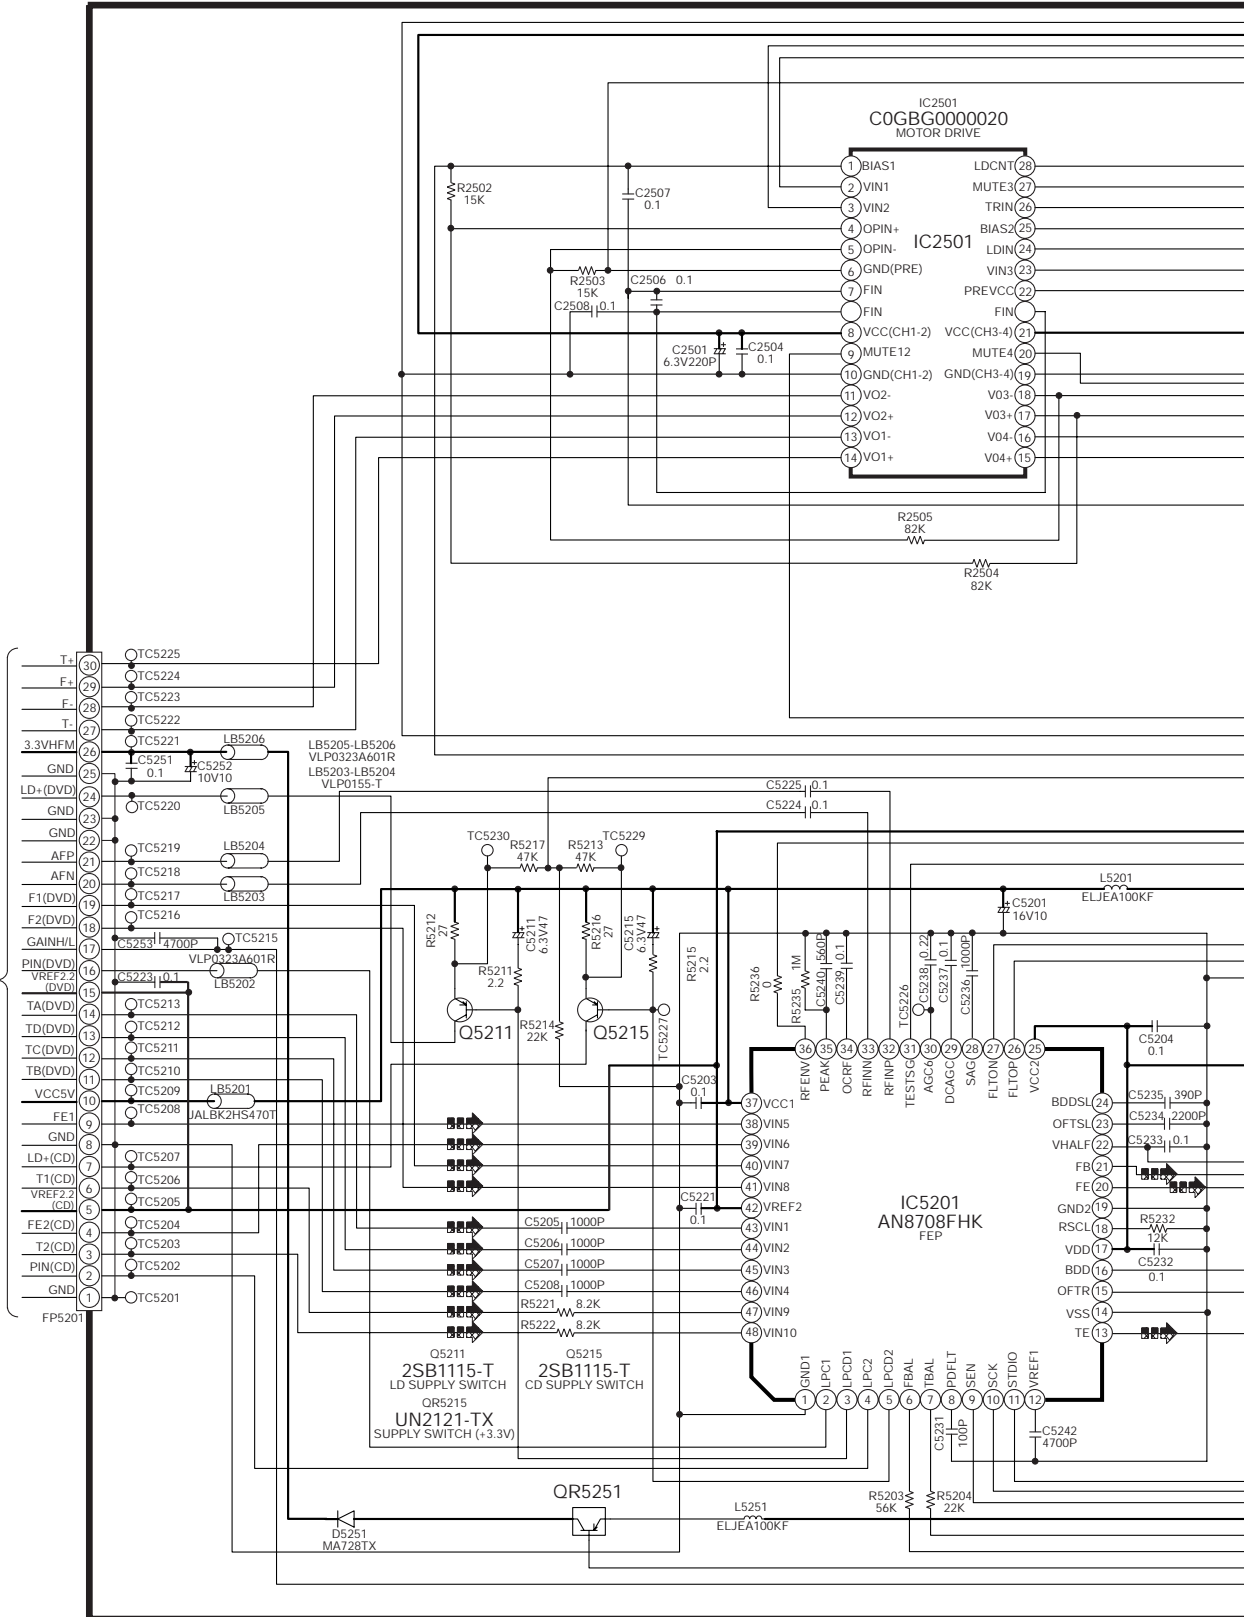 IC2501
C0GBG0000020
MOTOR DRIVE
1 BIAS1
2 VIN1
3 VIN2
4 OPIN+
5 OPIN-
6 GND(PRE)
7 FIN
FIN
8 VCC(CH1-2)
9 MUTE12
10 GND(CH1-2)
11 VO2-
12 VO2+
13 VO1-
14 VO1+
IC2501
LDCNT 28
MUTE3 27
TRIN 26
BIAS2 25
LDIN 24
VIN3 23
PREVCC 22
FIN
VCC(CH3-4) 21
MUTE4 20
GND(CH3-4) 19
V03- 18
V03+ 17
V04- 16
V04+ 15
R2502
15K
C2507
0.1
R2503
15K
C2506 0.1
C2508 0.1
C2501
6.3V220P
C2504
0.1
R2505
82K
R2504
82K
T+ 30 TC5225
F+ 29 TC5224
F- 28 TC5223
T- 27 TC5222
3.3VHFM 26 TC5221
GND 25
LD+(DVD) 24 TC5220
GND 23
GND 22
AFP 21 TC5219
AFN 20 TC5218
F1(DVD) 19 TC5217
F2(DVD) 18 TC5216
GAINH/L 17 TC5215
PIN(DVD) 16
VREF2.2
(DVD) 15
TA(DVD) 14 TC5213
TD(DVD) 13 TC5212
TC(DVD) 12 TC5211
TB(DVD) 11 TC5210
VCC5V 10 TC5209
FE1 9 TC5208
GND 8
LD+(CD) 7 TC5207
T1(CD) 6 TC5206
VREF2.2
(CD) 5 TC5205
FE2(CD) 4 TC5204
T2(CD) 3 TC5203
PIN(CD) 2 TC5202
GND 1 TC5201
FP5201
C5251
0.1
C5252
10V10
LB5206
LB5205
LB5204
LB5203
C5253 4700P
VLP0323A601R
LB5202
C5223 0.1
LB5201
JALBK2HS470T
LB5205-LB5206
VLP0323A601R
LB5203-LB5204
VLP0155-T
C5225 0.1
C5224 0.1
TC5230
R5217
47K
R5213
47K
TC5229
L5201
ELJEA100KF
C5201
16V10
R5212
27
C5211
6.3V47
R5211
2.2
R5216
27
C5215
6.3V47
R5215
2.2
Q5211
R5214
22K
Q5215
TC5227
R5236
0
R5235 1M
C5240 560P
C5239 0.1
TC5226
C5238 0.22
C5237 0.1
C5236 1000P
C5204
0.1
C5203
0.1
C5221
0.1
36 35 34 33 32 31 30 29 28 27 26 25
RFENV
PEAK
OCRF
RFINN
RFINP
TESTSG
AGC6
DCAGC
SAG
FLTON
FLTOP
VCC2
37 VCC1
38 VIN5
39 VIN6
40 VIN7
41 VIN8
42 VREF2
43 VIN1
44 VIN2
45 VIN3
46 VIN4
47 VIN9
48 VIN10
IC5201
AN8708FHK
FEP
BDDSL 24
OFTSL 23
VHALF 22
FB 21
FE 20
GND2 19
RSCL 18
VDD 17
BDD 16
OFTR 15
VSS 14
TE 13
C5235 390P
C5234 2200P
C5233 0.1
R5232
12K
C5232
0.1
C5205 1000P
C5206 1000P
C5207 1000P
C5208 1000P
R5221 8.2K
R5222 8.2K
GND1
LPC1
LPCD1
LPC2
LPCD2
FBAL
TBAL
PDFLT
SEN
SCK
STDIO
VREF1
1 2 3 4 5 6 7 8 9 10 11 12
Q5211
2SB1115-T
LD SUPPLY SWITCH
Q5215
2SB1115-T
CD SUPPLY SWITCH
QR5215
UN2121-TX
SUPPLY SWITCH (+3.3V)
C5231
100P
C5242
4700P
R5203
56K
R5204
22K
QR5251
L5251
ELJEA100KF
D5251
MA728TX